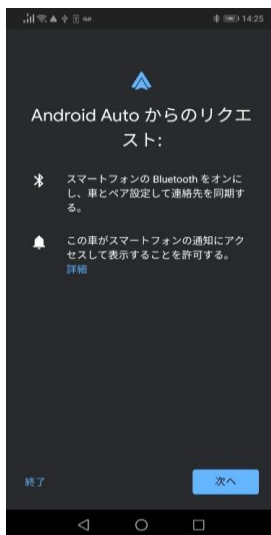 14:25
Android Auto からのリクエ
スト:
スマートフォンの Bluetooth をオンに
し、車とペア設定して連絡先を同期す
る。
この車がスマートフォンの通知にアク
セスして表示することを許可する。
詳細
終了
次へ